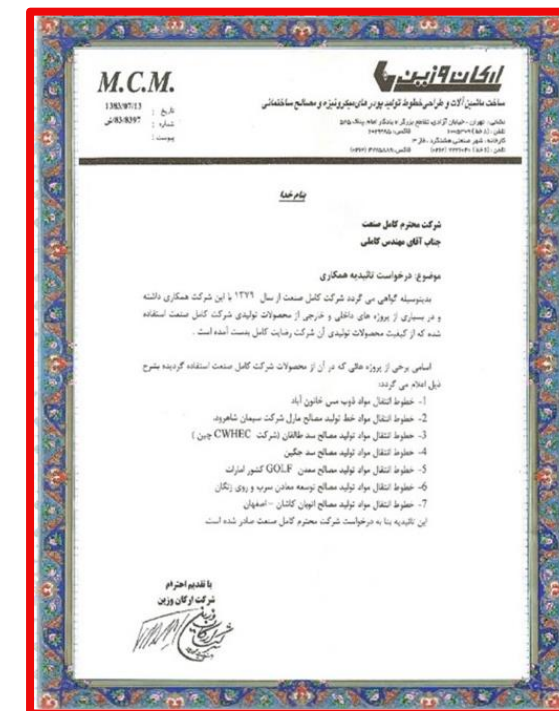 M.C.M.
ارکان وزین
ساخت ماشین آلات و طراحی خطوط تولید پودر های میکرونیزه و مصالح ساختمانی
تاریخ : 1383/07/13
شماره : 83/8397/ش
پیوست :
بنام خدا
شرکت محترم کامل صنعت
جناب آقای مهندس کاملی
موضوع: درخواست تائیدیه همکاری
بدینوسیله گواهی می گردد شرکت کامل صنعت از سال ۱۳۷۹ با این شرکت همکاری داشته
و در بسیاری از پروژه های داخلی و خارجی از محصولات تولیدی شرکت کامل صنعت استفاده
شده که از کیفیت محصولات تولیدی آن شرکت رضایت کامل بدست آمده است .
اسامی برخی از پروژه هائی که در آن از محصولات شرکت کامل صنعت استفاده گردیده بشرح
ذیل اعلام می گردد:
1- خطوط انتقال مواد ذوب مس خاتون آباد
2- خطوط انتقال مواد خط تولید مصالح مارل شرکت سیمان شاهرود.
3- خطوط انتقال مواد تولید مصالح سد طالقان (شرکت CWHEC چین )
4- خطوط انتقال مواد تولید مصالح سد جگین
5- خطوط انتقال مواد تولید مصالح معدن GOLF کشور امارات
6- خطوط انتقال مواد تولید مصالح توسعه معادن سرب و روی زنگان
7- خطوط انتقال مواد تولید مصالح اتوبان کاشان – اصفهان
این تائیدیه بنا به درخواست شرکت محترم کامل صنعت صادر شده است.
با تقدیم احترام
شرکت ارکان وزین